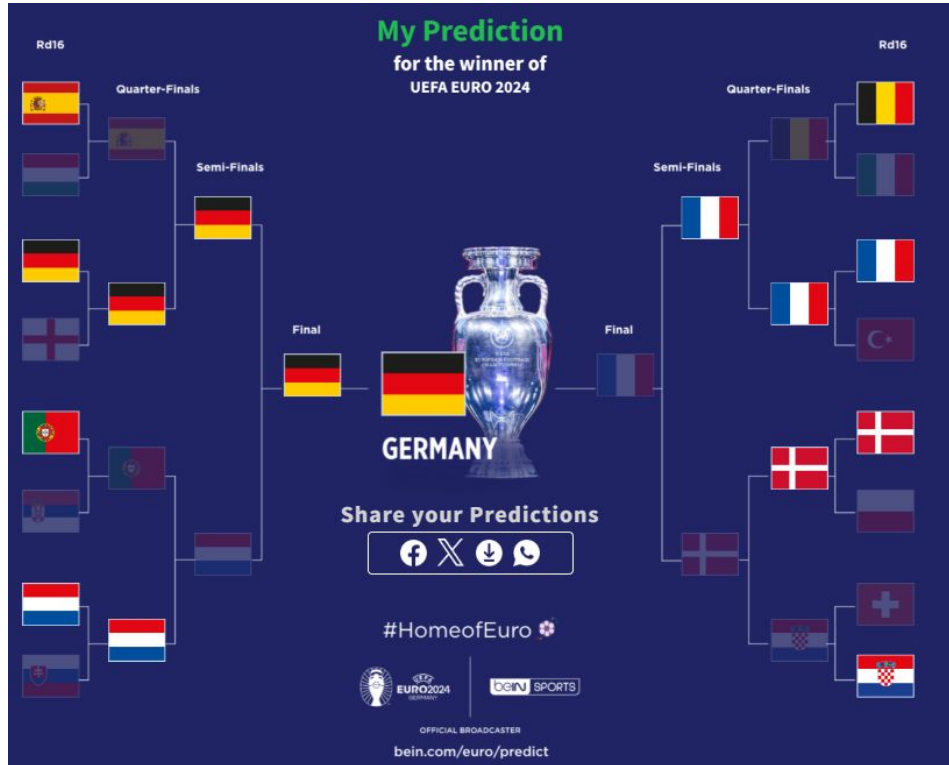 My Prediction
for the winner of
UEFA EURO 2024
Rd16
Rd16
Quarter-Finals
Quarter-Finals
Semi-Finals
Semi-Finals
Final
Final
GERMANY
Share your Predictions
#HomeofEuro
UEFA
EURO2024
GERMANY
beIN SPORTS
OFFICIAL BROADCASTER
bein.com/euro/predict